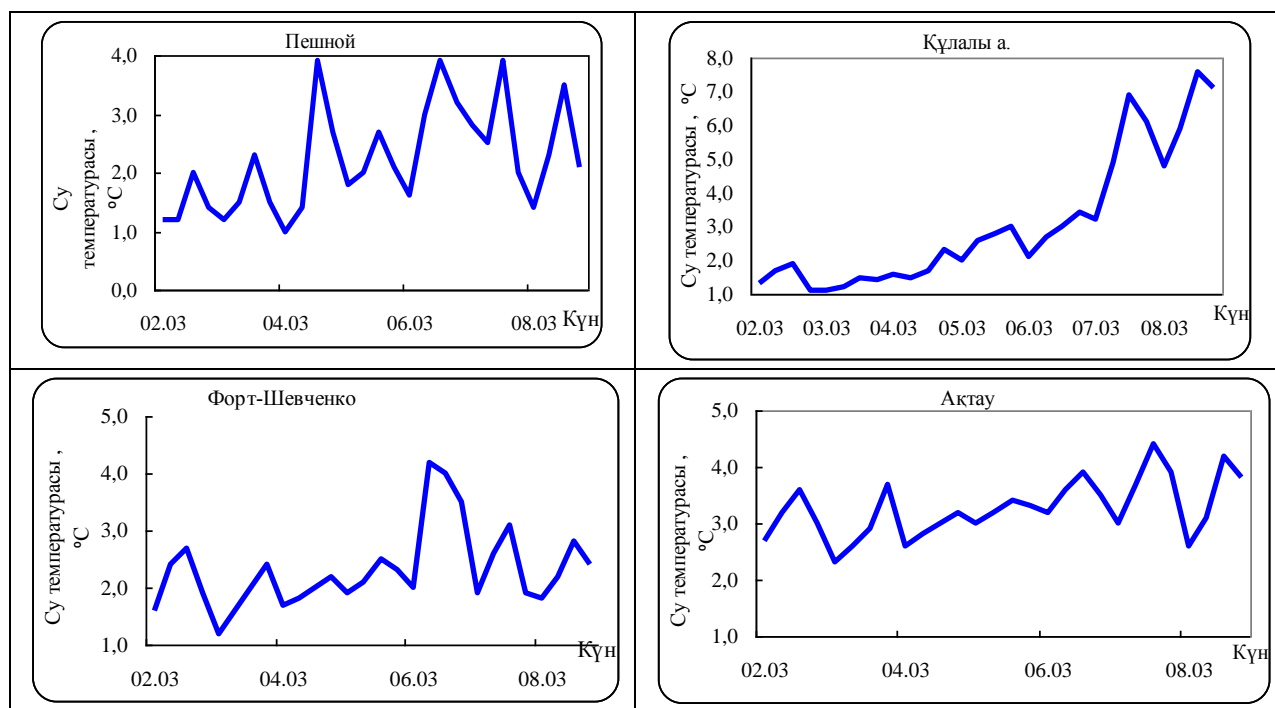 Пешной
Су
температурасы ,
ºС
4,0
3,0
2,0
1,0
0,0
02.03 04.03 06.03 08.03 Күн
Құлалы а.
Су температурасы , ºС
8,0
7,0
6,0
5,0
4,0
3,0
2,0
1,0
02.03 03.03 04.03 05.03 06.03 07.03 08.03 Күн
Форт-Шевченко
Су температурасы ,
ºС
5,0
4,0
3,0
2,0
1,0
02.03 04.03 06.03 08.03 Күн
Ақтау
Су температурасы ,
ºС
5,0
4,0
3,0
2,0
1,0
02.03 04.03 06.03 08.03 Күн